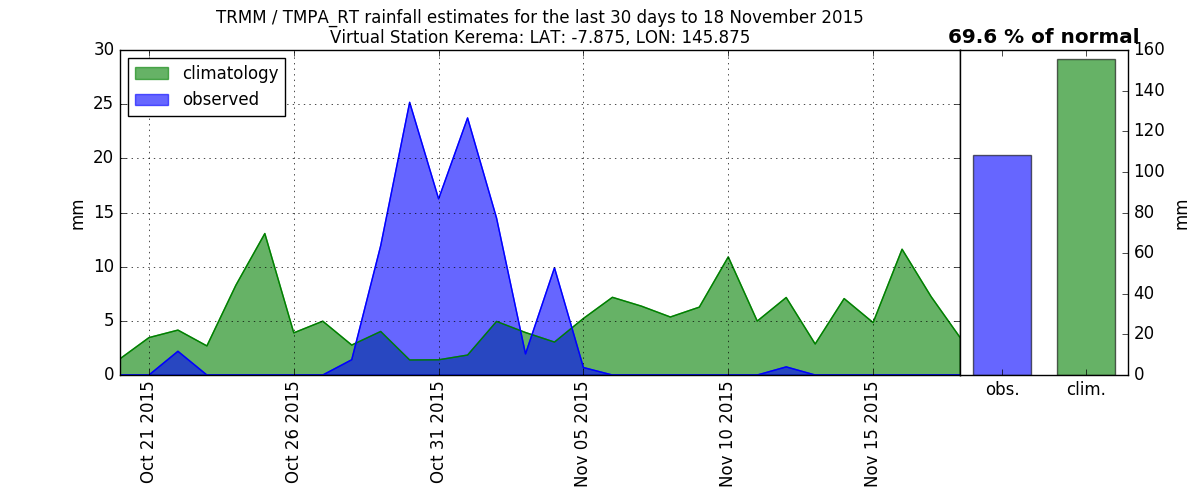 TRMM / TMPA_RT rainfall estimates for the last 30 days to 18 November 2015
Virtual Station Kerema: LAT: -7.875, LON: 145.875
69.6 % of normal
climatology
observed
mm
30
25
20
15
10
5
0
Oct 21 2015
Oct 26 2015
Oct 31 2015
Nov 05 2015
Nov 10 2015
Nov 15 2015
160
140
120
100
80
60
40
20
0
mm
obs.
clim.